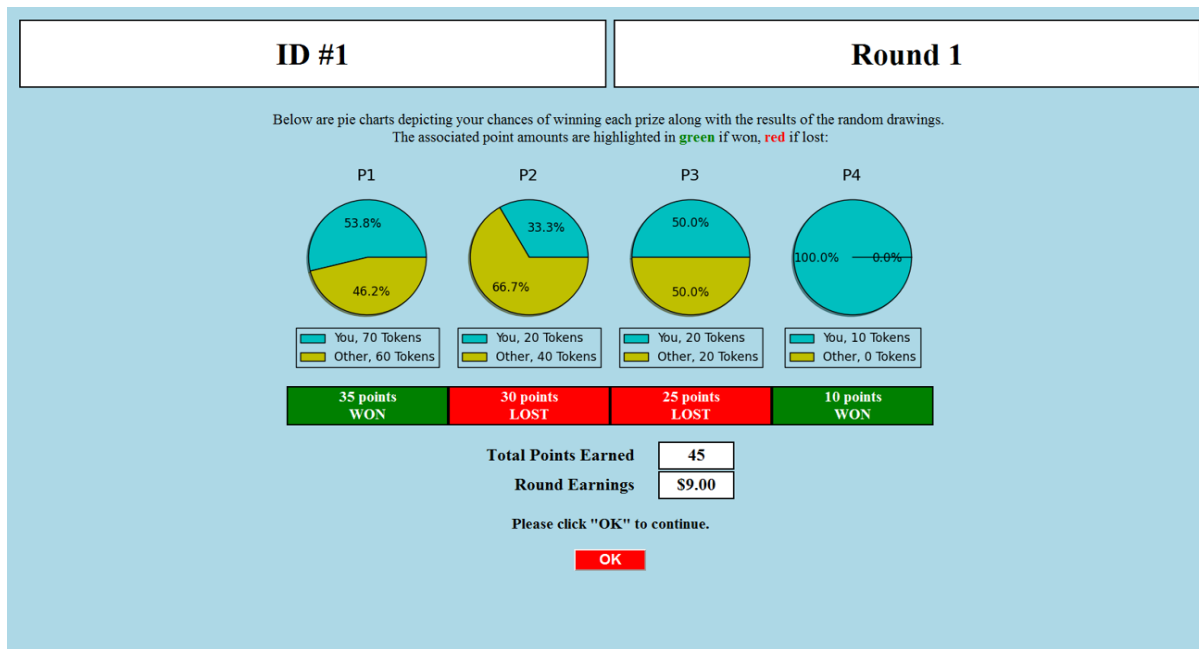 ID #1
Round 1
Below are pie charts depicting your chances of winning each prize along with the results of the random drawings.
The associated point amounts are highlighted in green if won, red if lost:
P1
P2
P3
P4
53.8%
46.2%
33.3%
66.7%
50.0%
50.0%
100.0%
0.0%
You, 70 Tokens
Other, 60 Tokens
You, 20 Tokens
Other, 40 Tokens
You, 20 Tokens
Other, 20 Tokens
You, 10 Tokens
Other, 0 Tokens
35 points
WON
30 points
LOST
25 points
LOST
10 points
WON
Total Points Earned 45
Round Earnings $9.00
Please click "OK" to continue.
OK